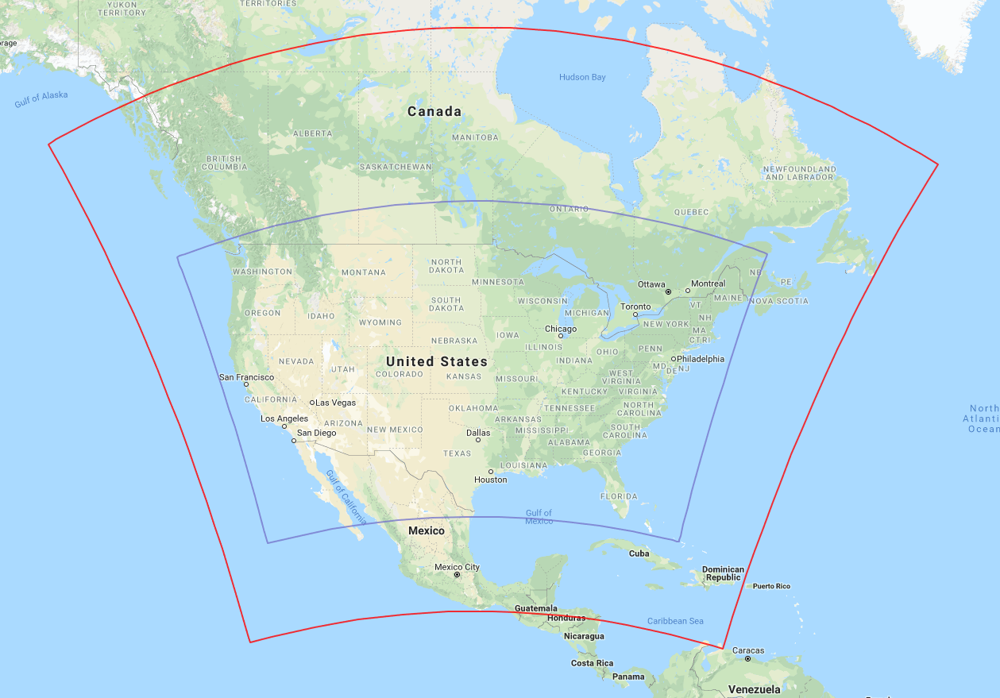 YUKON
TERRITORY
TERRITORIES
orage
Gulf of Alaska
Hudson Bay
Canada
ALBERTA
MANITOBA
BRITISH
COLUMBIA
SASKATCHEWAN
NEWFOUNDLAND
AND LABRADOR
ONTARIO
QUEBEC
WASHINGTON
MONTANA
NORTH
DAKOTA
MINNESOTA
NB
PE
Ottawa
Montreal
SOUTH
DAKOTA
WISCONSIN
MICHIGAN
Toronto
VT
MAINE
NOVA SCOTIA
OREGON
IDAHO
WYOMING
NH
Chicago
NEW YORK
MA
CTRI
IOWA
NEBRASKA
ILLINOIS
OHIO
PENN
NEVADA
United States
INDIANA
Philadelphia
MD
DENJ
UTAH
COLORADO
KANSAS
MISSOURI
WEST
VIRGINIA
San Francisco
CALIFORNIA
Las Vegas
KENTUCKY
VIRGINIA
OKLAHOMA
TENNESSEE
NORTH
CAROLINA
North
Atlanti
Ocean
Los Angeles
ARIZONA
NEW MEXICO
ARKANSAS
MISSISSIPPI
SOUTH
CAROLINA
San Diego
Dallas
ALABAMA
TEXAS
GEORGIA
LOUISIANA
Houston
Gulf of California
FLORIDA
Gulf of
Mexico
Mexico
Cuba
Mexico City
Dominican
Republic
Puerto Rico
Guatemala
Honduras
Caribbean Sea
Nicaragua
Caracas
Costa Rica
Panama
Venezuela